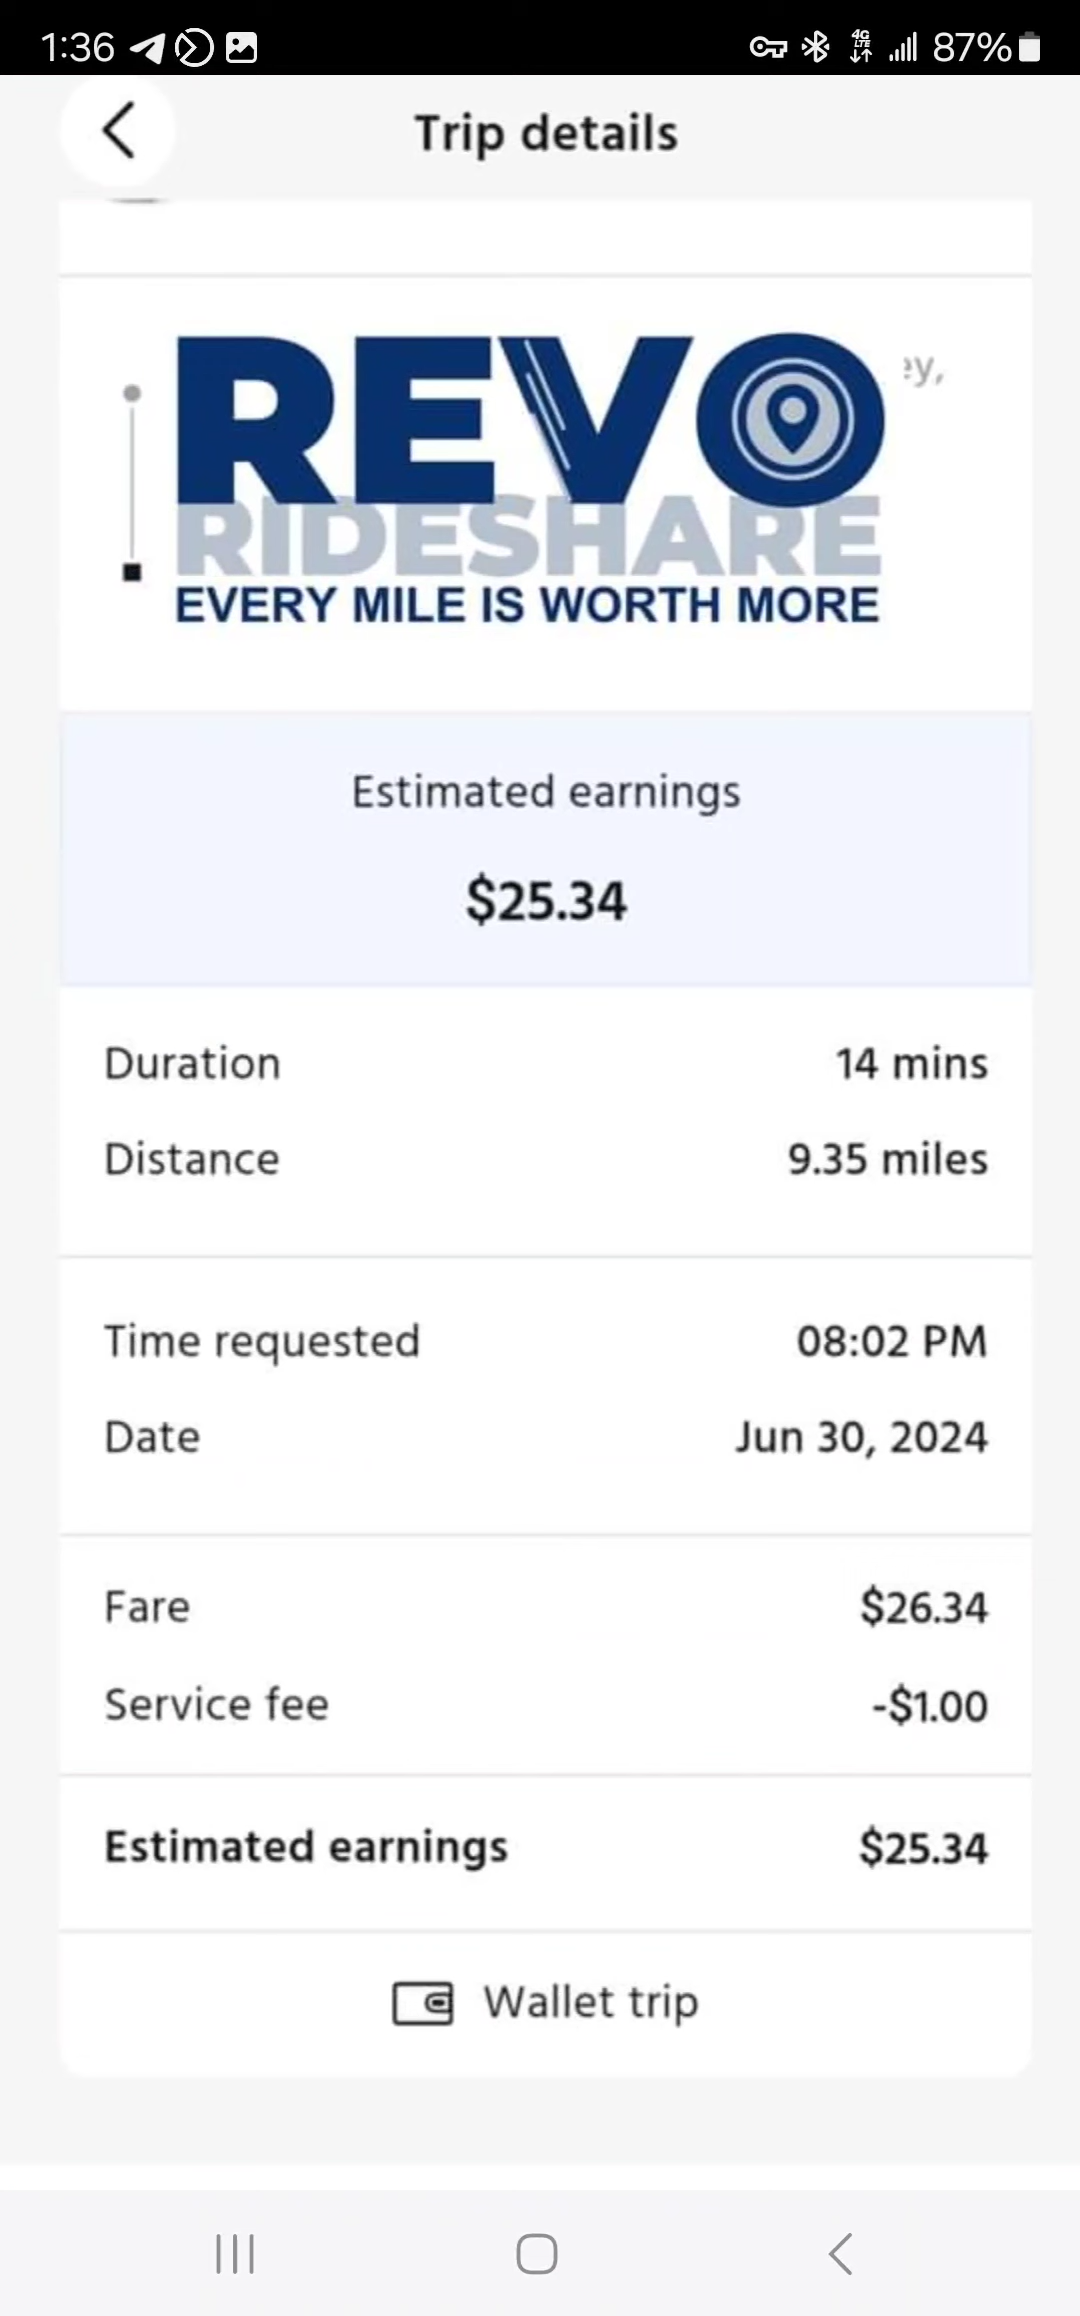 1:36
4G LTE 87%
Trip details
REVO
RIDESHARE
EVERY MILE IS WORTH MORE
Estimated earnings
$25.34
Duration 14 mins
Distance 9.35 miles
Time requested 08:02 PM
Date Jun 30, 2024
Fare $26.34
Service fee -$1.00
Estimated earnings $25.34
Wallet trip